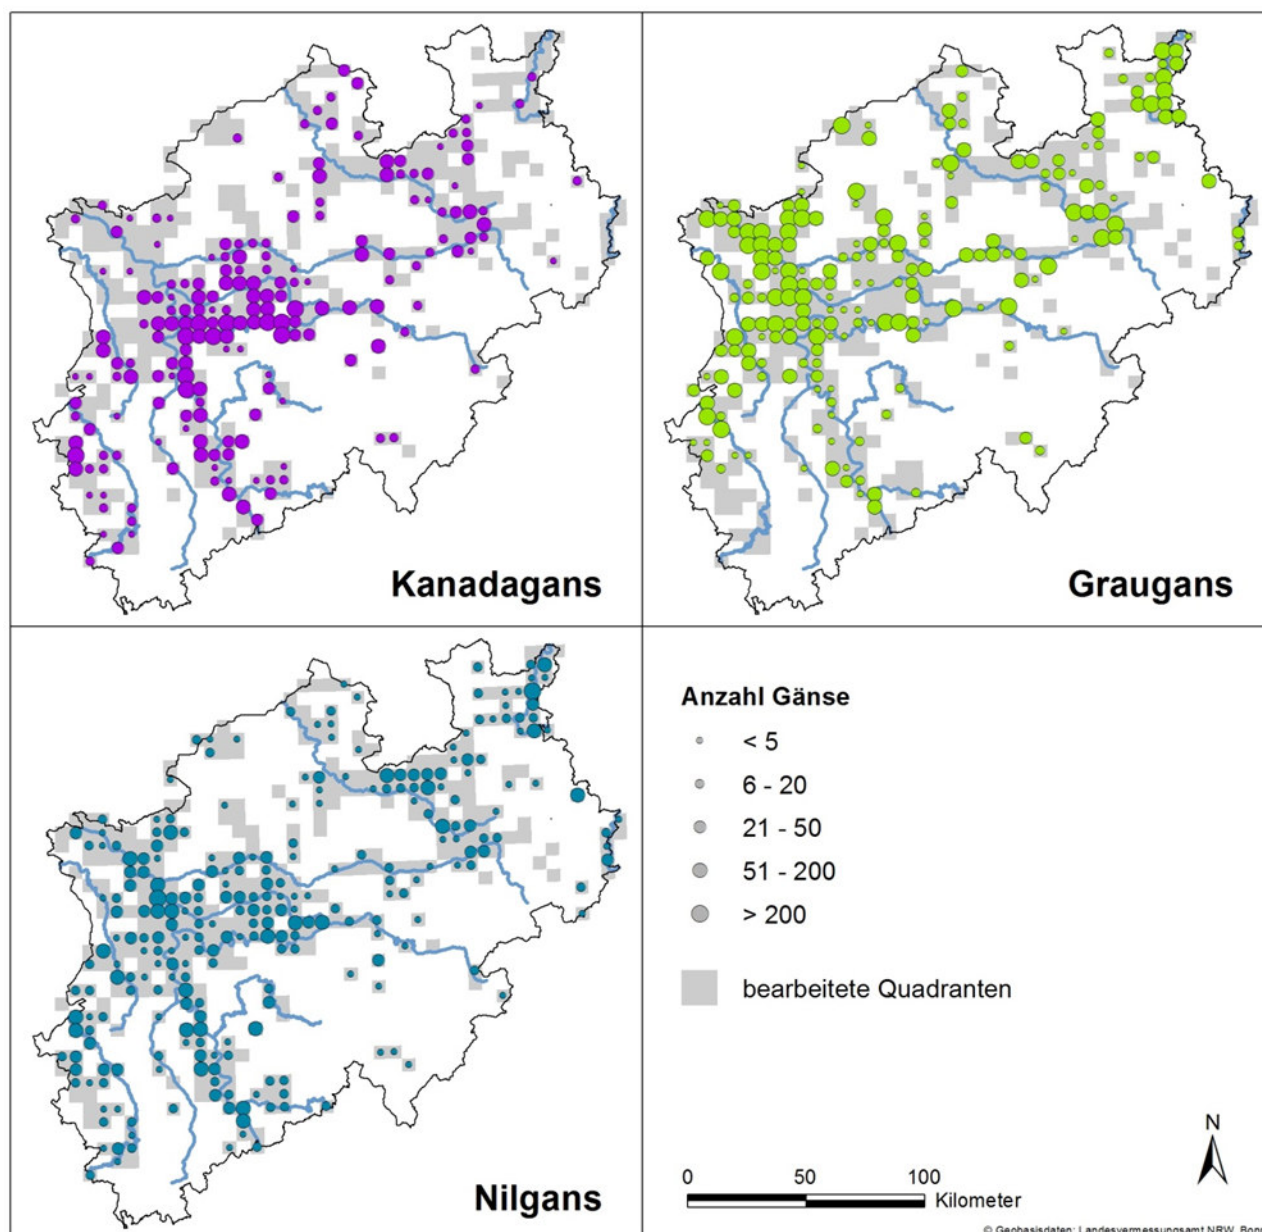 Kanadagans
Graugans
Nilgans
Anzahl Gänse
< 5
6 - 20
21 - 50
51 - 200
> 200
bearbeitete Quadranten
N
0 50 100
Kilometer
© Geobasisdaten: Landesvermessungsamt NRW, Bonn